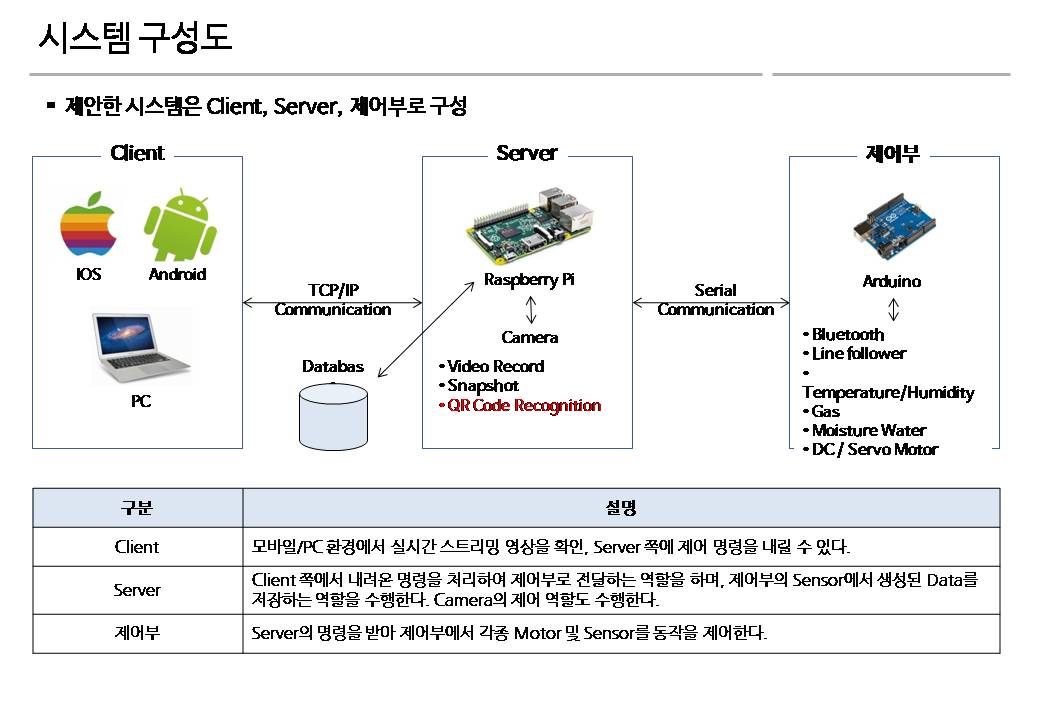 시스템 구성도
▪ 제안한 시스템은 Client, Server, 제어부로 구성
Client
Server
제어부
IOS
Android
PC
TCP/IP
Communication
Databas
Raspberry Pi
Camera
• Video Record
• Snapshot
• QR Code Recognition
Serial
Communication
Arduino
• Bluetooth
• Line follower
•
Temperature/Humidity
• Gas
• Moisture Water
• DC / Servo Motor
구분 설명
Client 모바일/PC 환경에서 실시간 스트리밍 영상을 확인, Server 쪽에 제어 명령을 내릴 수 있다.
Server Client 쪽에서 내려온 명령을 처리하여 제어부로 전달하는 역할을 하며, 제어부의 Sensor에서 생성된 Data를
저장하는 역할을 수행한다. Camera의 제어 역할도 수행한다.
제어부 Server의 명령을 받아 제어부에서 각종 Motor 및 Sensor를 동작을 제어한다.